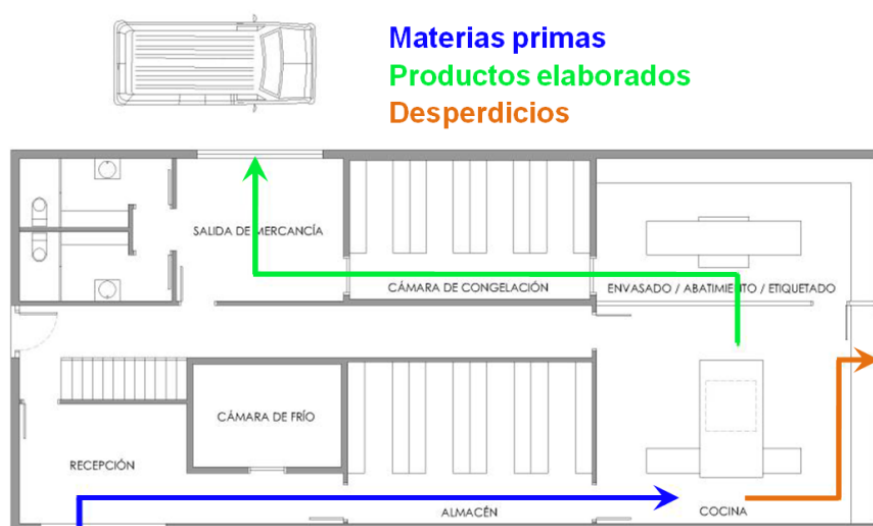 Materias primas
Productos elaborados
Desperdicios
SALIDA DE MERCANCÍA
CÁMARA DE CONGELACIÓN
ENVASADO / ABATIMIENTO / ETIQUETADO
CÁMARA DE FRÍO
RECEPCIÓN
ALMACÉN
COCINA